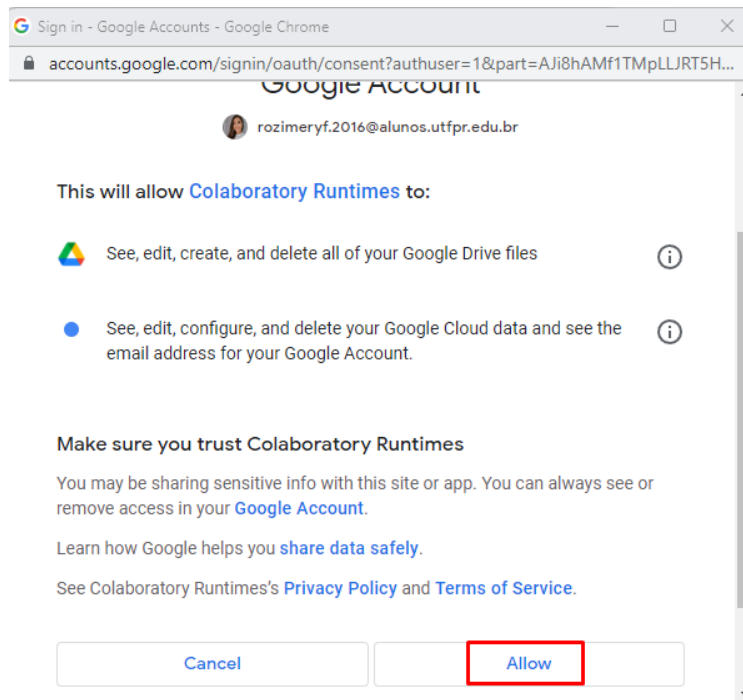 Sign in - Google Accounts - Google Chrome
accounts.google.com/signin/oauth/consent?authuser=1&part=AJi8hAMf1TMpLLJRT5H...
Google Account
rozimeryf.2016@alunos.utfpr.edu.br
This will allow Colaboratory Runtimes to:
See, edit, create, and delete all of your Google Drive files
See, edit, configure, and delete your Google Cloud data and see the
email address for your Google Account.
Make sure you trust Colaboratory Runtimes
You may be sharing sensitive info with this site or app. You can always see or
remove access in your Google Account.
Learn how Google helps you share data safely.
See Colaboratory Runtimes's Privacy Policy and Terms of Service.
Cancel Allow